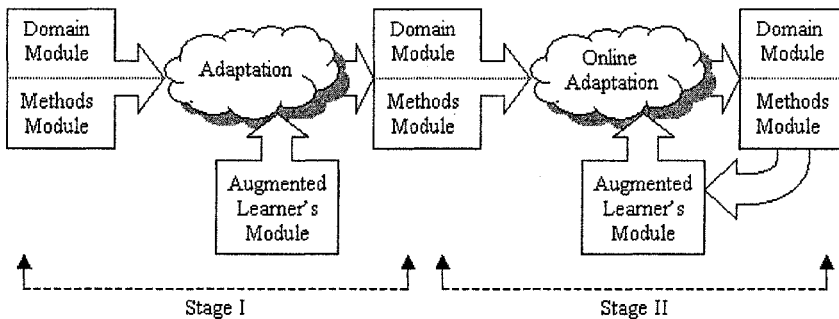 Domain
Module
Methods
Module
Adaptation
Augmented
Learner's
Module
Domain
Module
Methods
Module
Online
Adaptation
Augmented
Learner's
Module
Domain
Module
Methods
Module
Stage I
Stage II